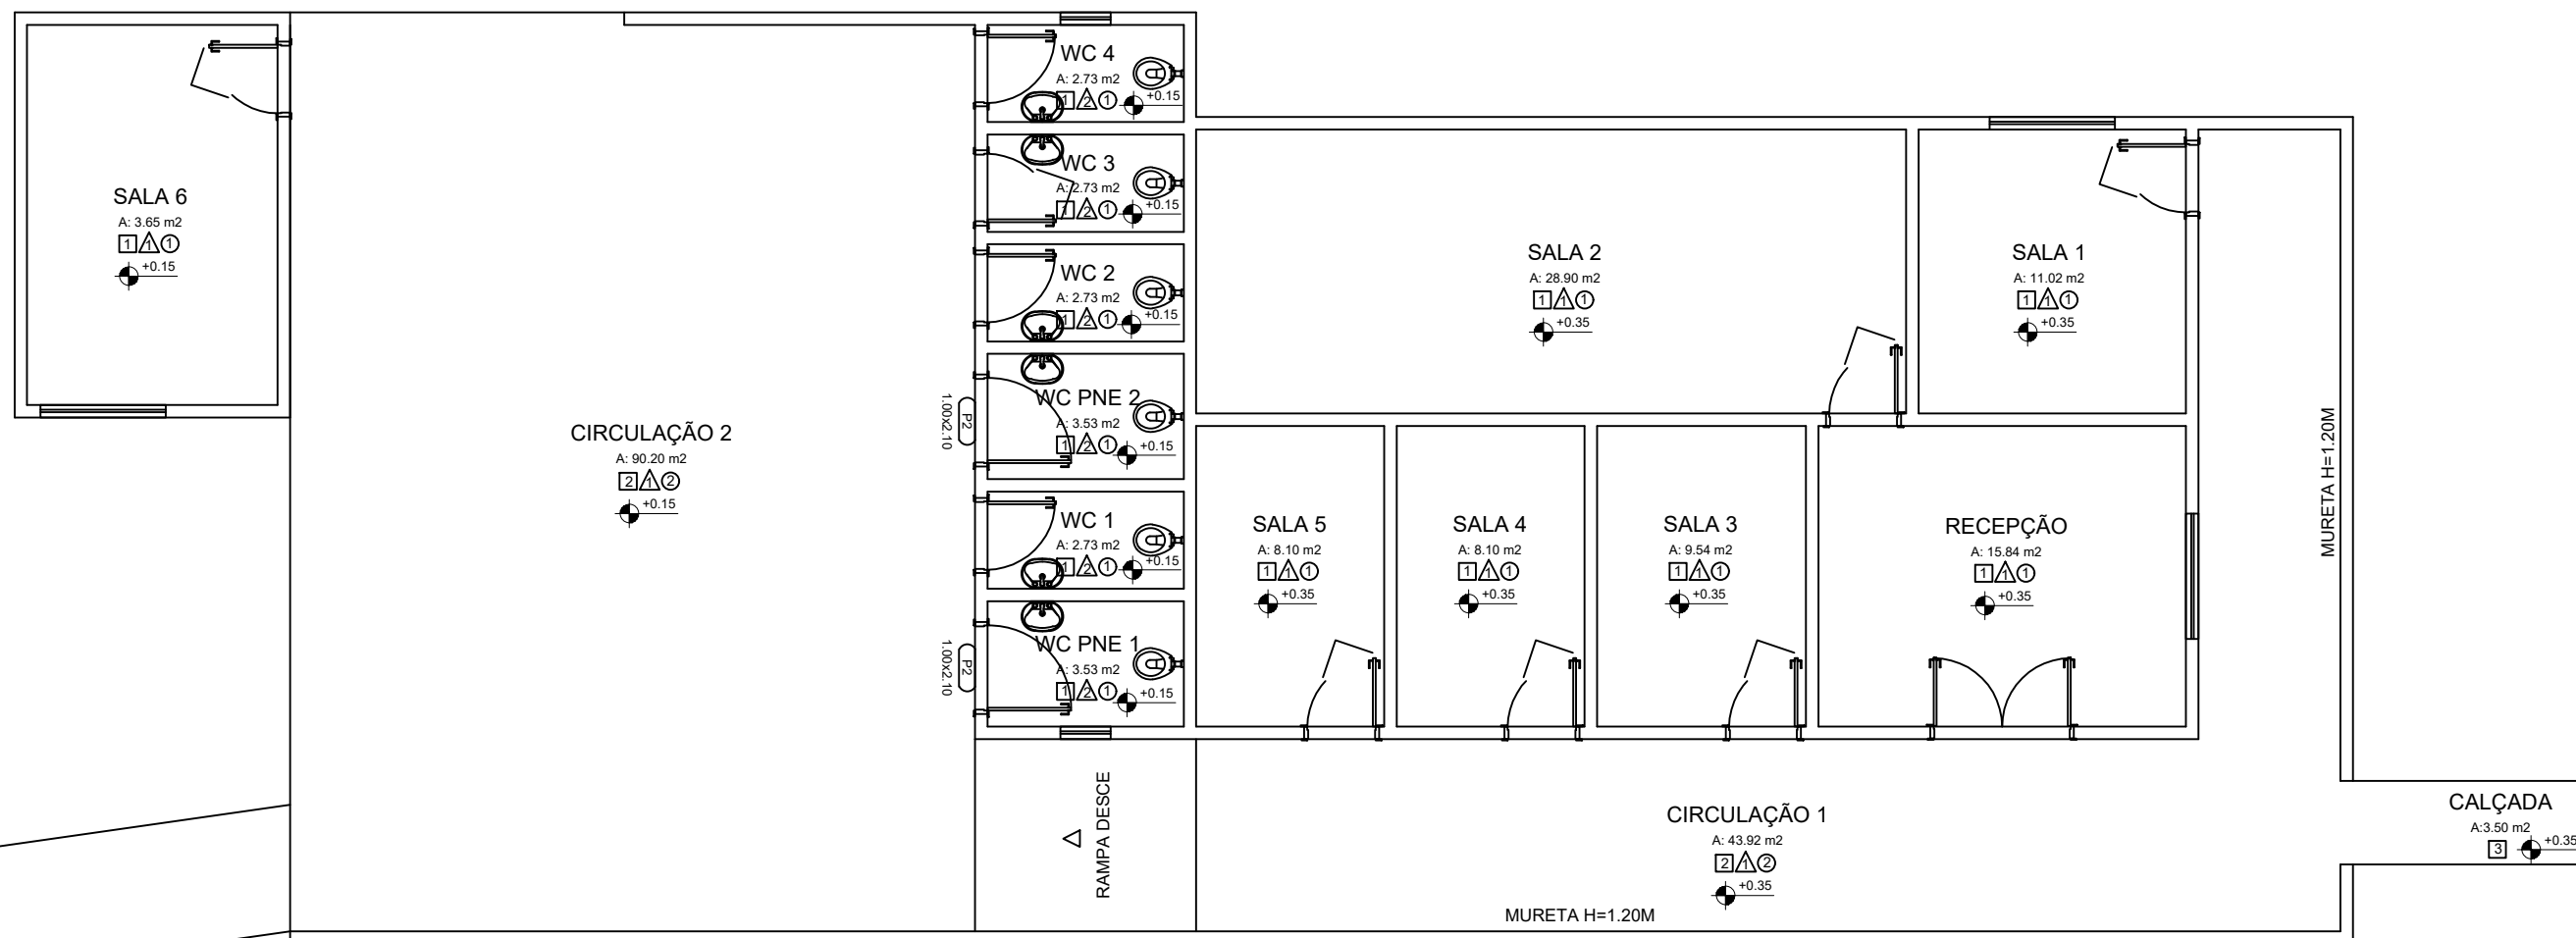 WC 4
A: 2.73 m2
1 2 1
+0.15
WC 3
A: 2.73 m2
1 2 1
+0.15
SALA 6
A: 3.65 m2
1 1 1
+0.15
WC 2
A: 2.73 m2
1 2 1
+0.15
SALA 2
A: 28.90 m2
1 1 1
+0.35
SALA 1
A: 11.02 m2
1 1 1
+0.35
CIRCULAÇÃO 2
A: 90.20 m2
2 1 2
+0.15
1.00x2.10
P2
WC PNE 2
A: 3.53 m2
1 2 1
+0.15
MURETA H=1.20M
WC 1
A: 2.73 m2
1 2 1
+0.15
SALA 5
A: 8.10 m2
1 1 1
+0.35
SALA 4
A: 8.10 m2
1 1 1
+0.35
SALA 3
A: 9.54 m2
1 1 1
+0.35
RECEPÇÃO
A: 15.84 m2
1 1 1
+0.35
1.00x2.10
P2
WC PNE 1
A: 3.53 m2
1 2 1
+0.15
RAMPA DESCE
CIRCULAÇÃO 1
A: 43.92 m2
2 1 2
+0.35
MURETA H=1.20M
CALÇADA
A:3.50 m2
3
+0.35